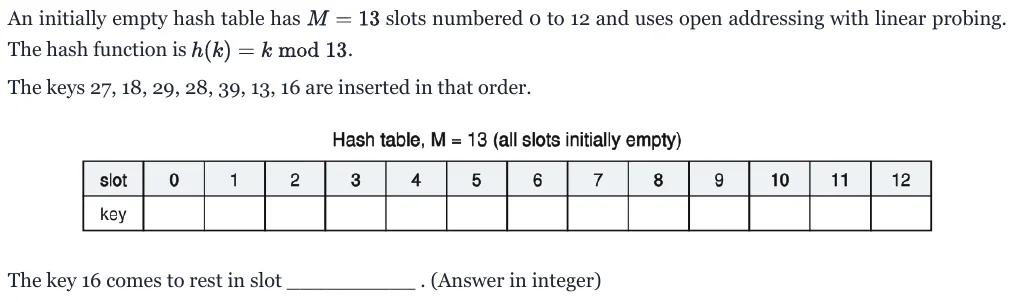 An initially empty hash table has M = 13 slots numbered 0 to 12 and uses open addressing with linear probing.
The hash function is h(k) = k mod 13.
The keys 27, 18, 29, 28, 39, 13, 16 are inserted in that order.
Hash table, M = 13 (all slots initially empty)
slot 0 1 2 3 4 5 6 7 8 9 10 11 12
key
The key 16 comes to rest in slot ____________ . (Answer in integer)